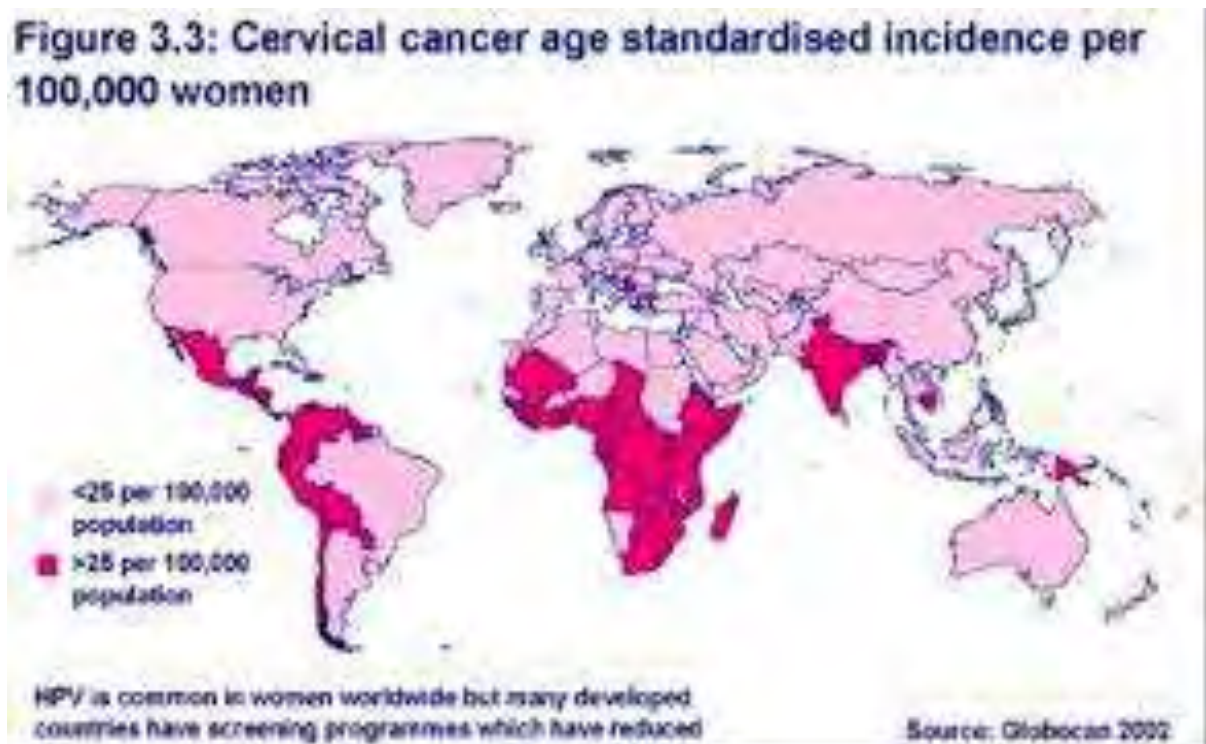 Figure 3.3: Cervical cancer age standardised incidence per
100,000 women
<25 per 100,000
population
>25 per 100,000
population
HPV is common in women worldwide but many developed
countries have screening programmes which have reduced
Source: Globocan 2002